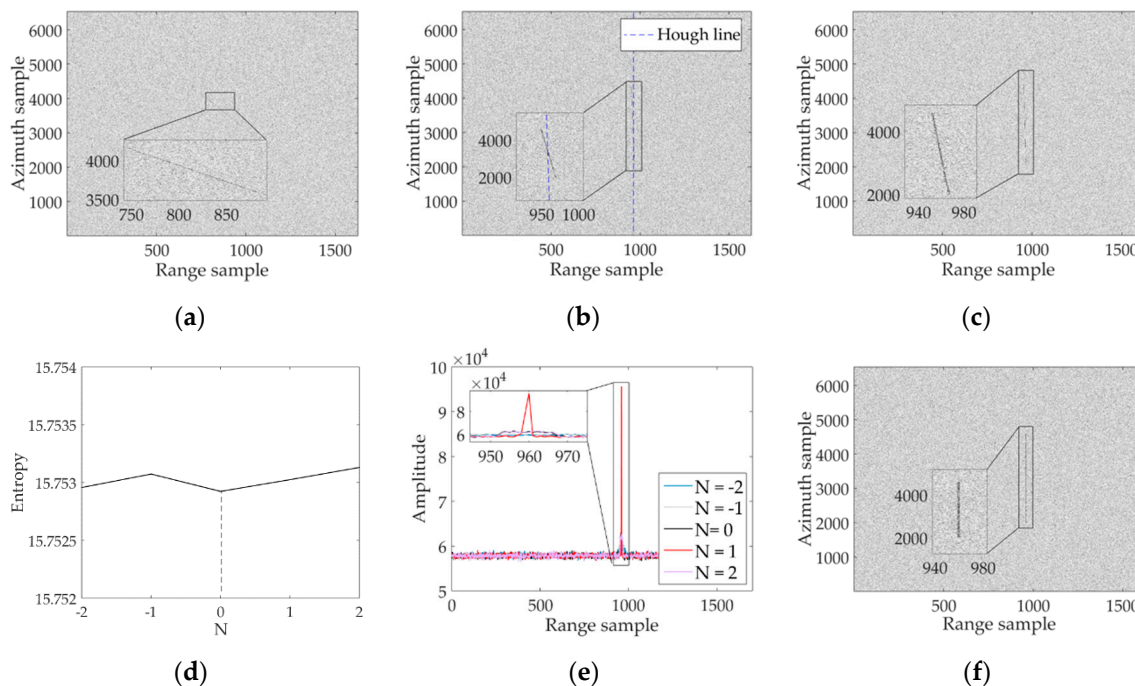 6000
5000
4000
3000
2000
1000
Azimuth sample
4000
3500
750 800 850
500 1000 1500
Range sample
(a)
6000
5000
4000
3000
2000
1000
Azimuth sample
Hough line
4000
2000
950 1000
500 1000 1500
Range sample
(b)
6000
5000
4000
3000
2000
1000
Azimuth sample
4000
2000
940 980
500 1000 1500
Range sample
(c)
15.754
15.7535
15.753
15.7525
15.752
Entropy
-2 -1 0 1 2
N
(d)
×10⁴
10
9
8
7
6
5
Amplitude
×10⁴
8
6
950 960 975
N = -2
N = -1
N= 0
N = 1
N = 2
0 500 1000 1500
Range sample
(e)
6000
5000
4000
3000
2000
1000
Azimuth sample
4000
2000
940 980
500 1000 1500
Range sample
(f)